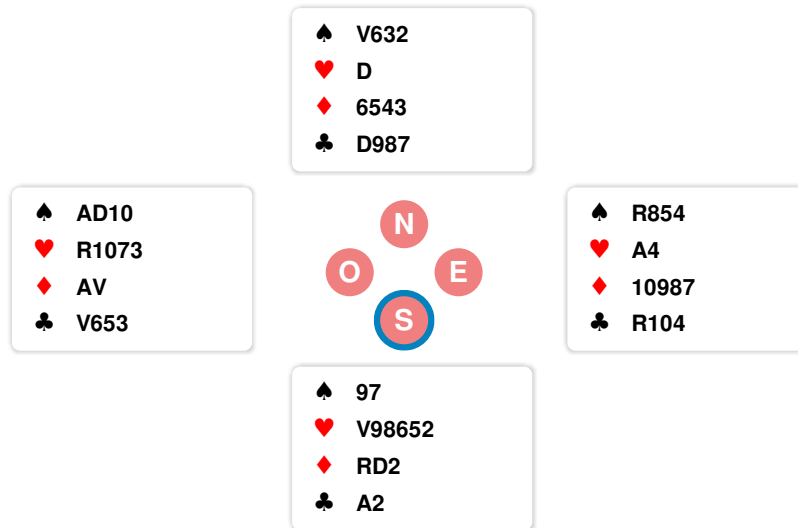 ♠ V632
♥ D
♦ 6543
♣ D987
♠ AD10
♥ R1073
♦ AV
♣ V653
N
O E
S
♠ R854
♥ A4
♦ 10987
♣ R104
♠ 97
♥ V98652
♦ RD2
♣ A2